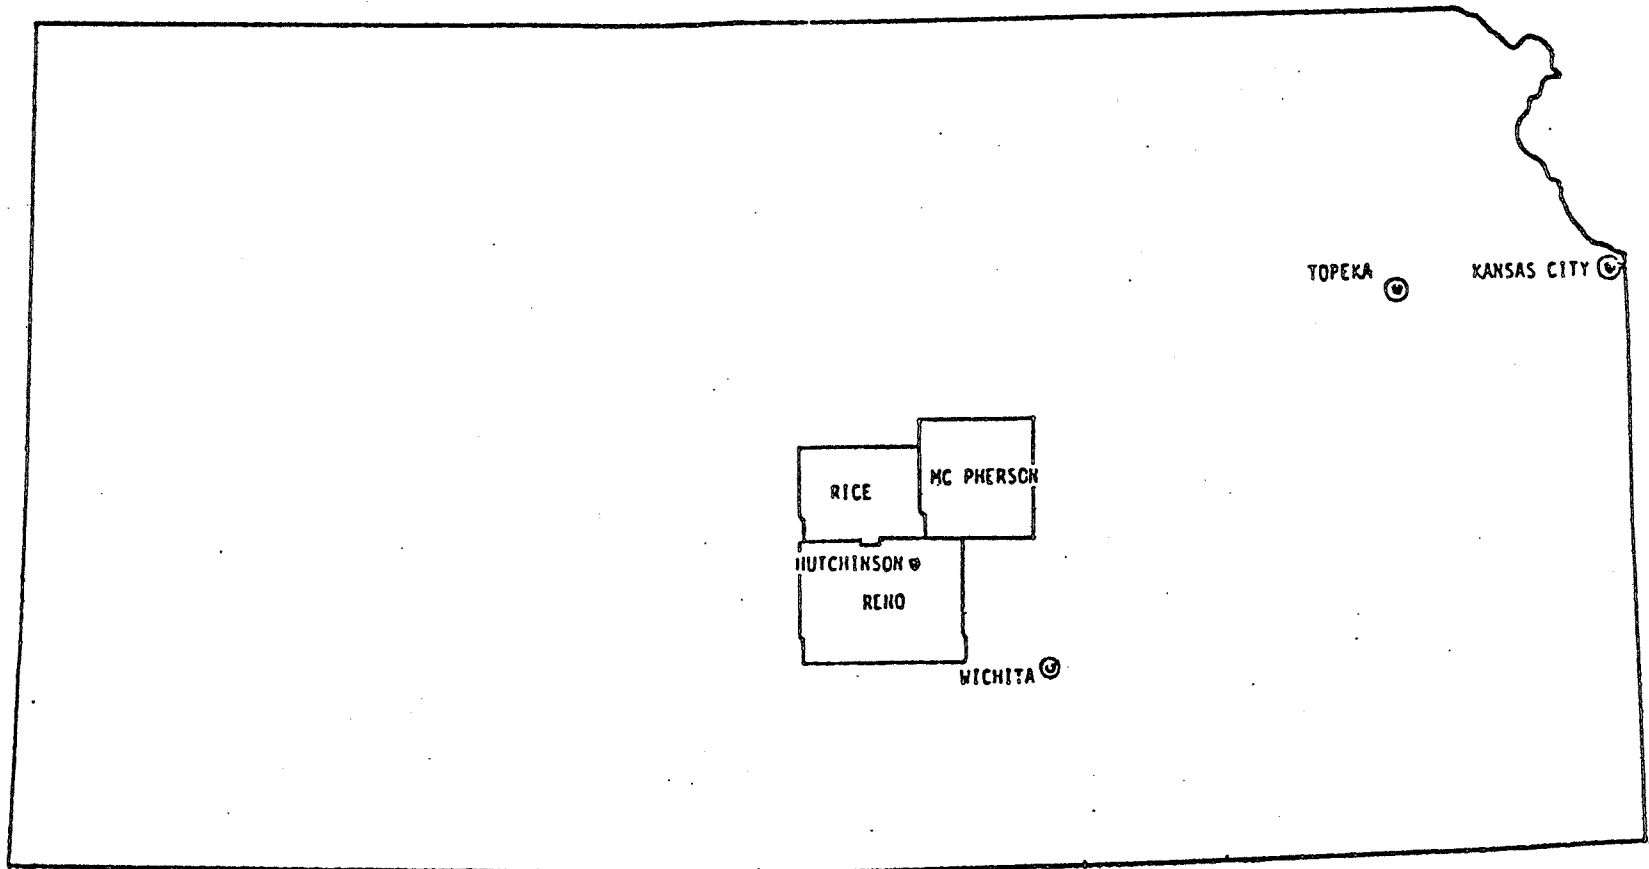 TOPEKA
KANSAS CITY
MC PHERSON
RICE
HUTCHINSON
RENO
WICHITA